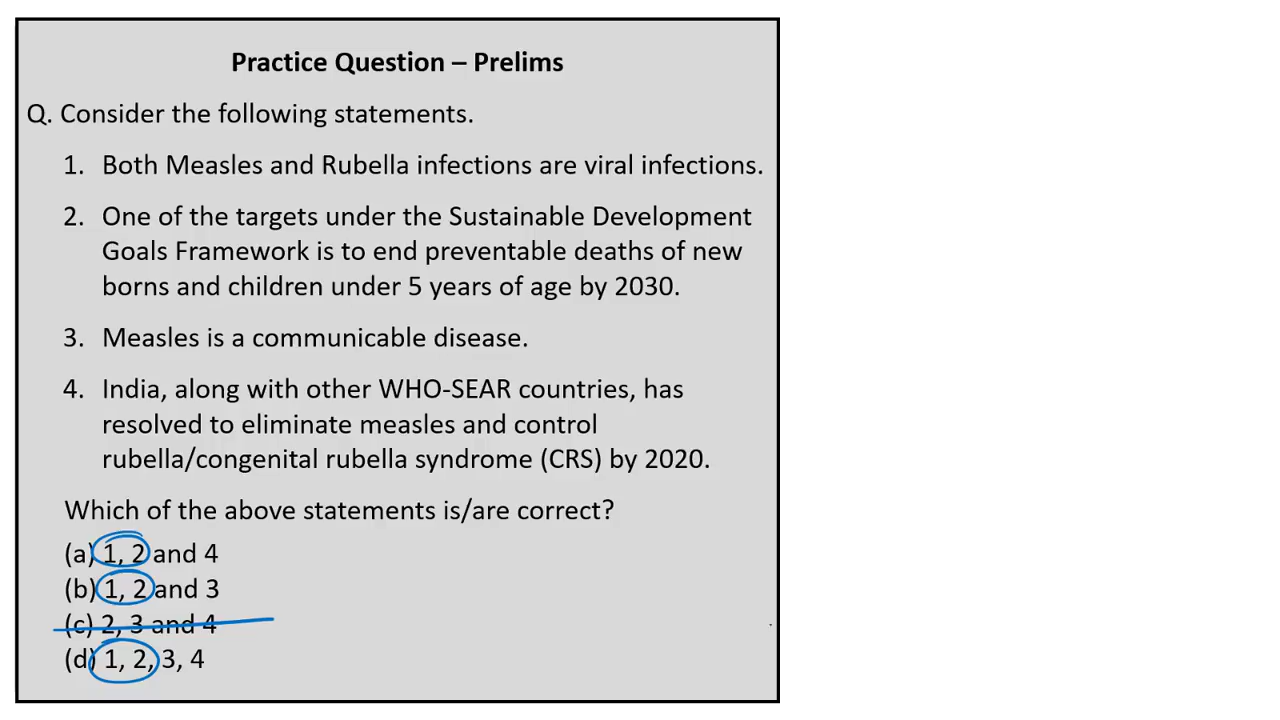 Practice Question – Prelims
Q. Consider the following statements.
1. Both Measles and Rubella infections are viral infections.
2. One of the targets under the Sustainable Development
Goals Framework is to end preventable deaths of new
borns and children under 5 years of age by 2030.
3. Measles is a communicable disease.
4. India, along with other WHO-SEAR countries, has
resolved to eliminate measles and control
rubella/congenital rubella syndrome (CRS) by 2020.
Which of the above statements is/are correct?
(a) 1, 2 and 4
(b) 1, 2 and 3
(c) 2, 3 and 4
(d) 1, 2, 3, 4